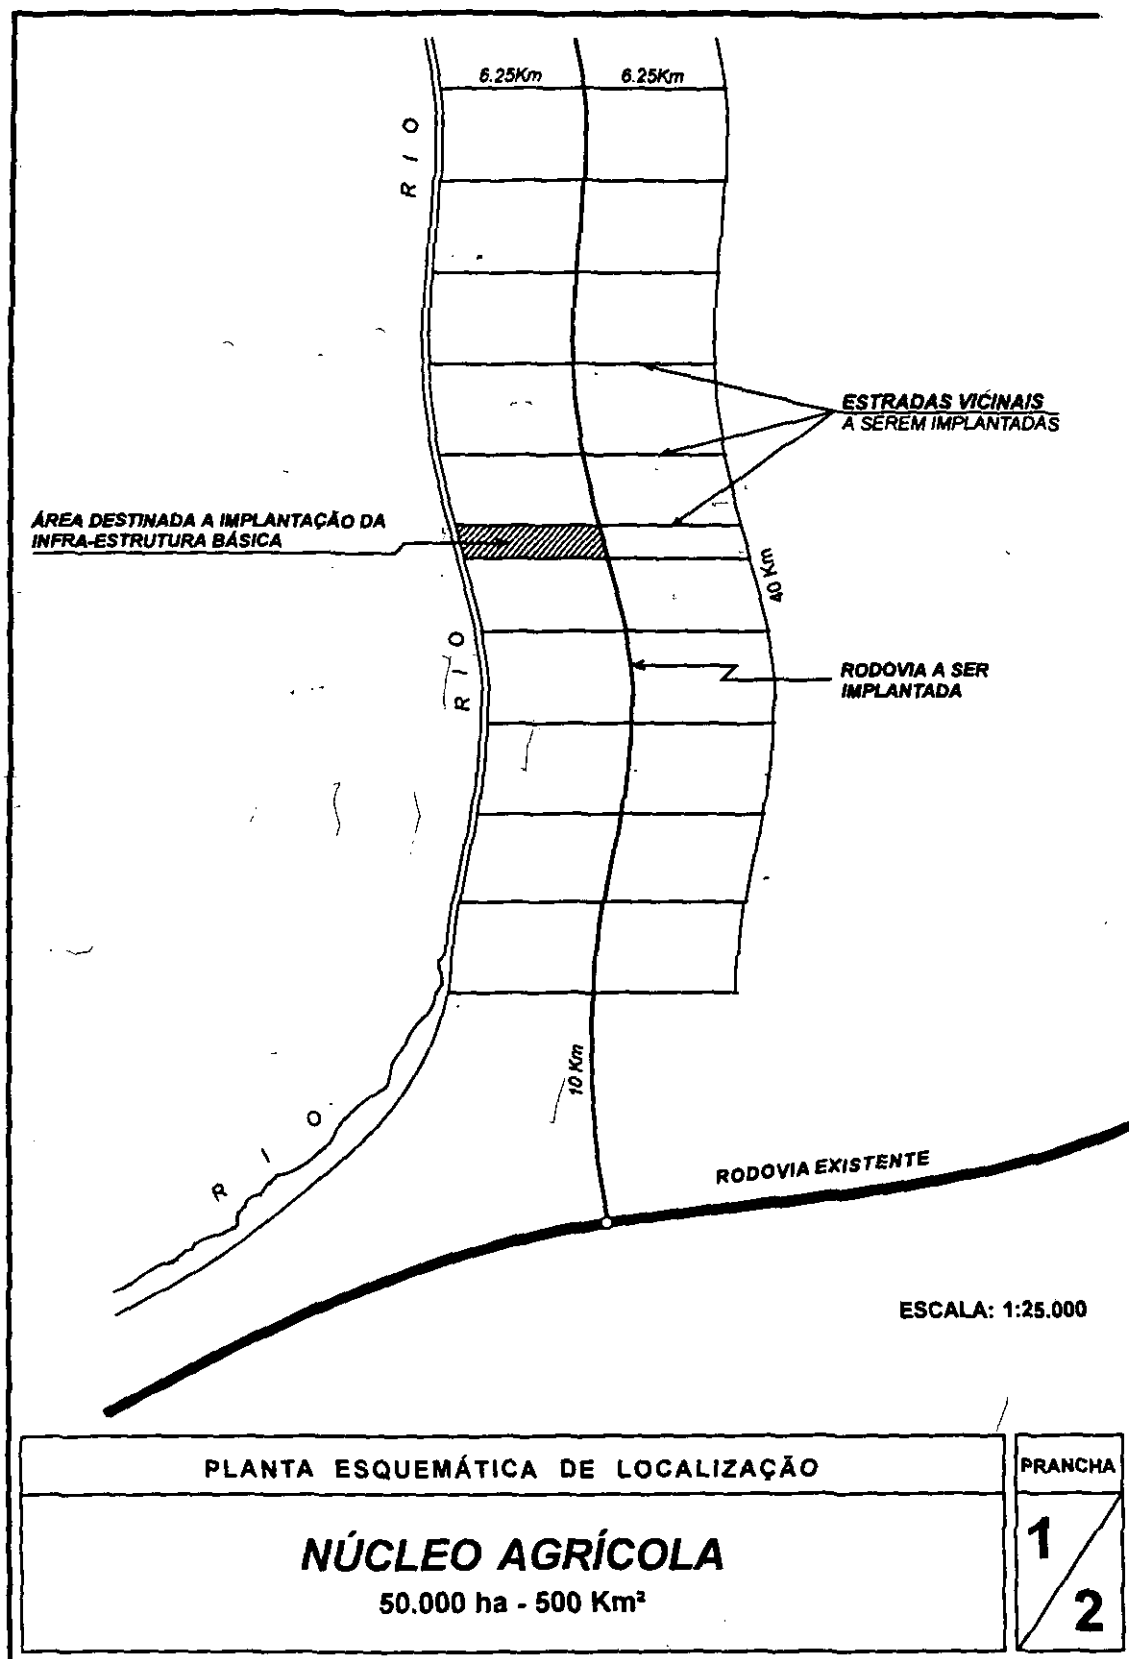 6.25Km 6.25Km
RIO
ESTRADAS VICINAIS
A SEREM IMPLANTADAS
ÁREA DESTINADA A IMPLANTAÇÃO DA
INFRA-ESTRUTURA BÁSICA
40 Km
RIO
RODOVIA A SER
IMPLANTADA
10 Km
RIO
RODOVIA EXISTENTE
ESCALA: 1:25.000
PLANTA ESQUEMÁTICA DE LOCALIZAÇÃO
NÚCLEO AGRÍCOLA
50.000 ha - 500 Km²
PRANCHA
1/2